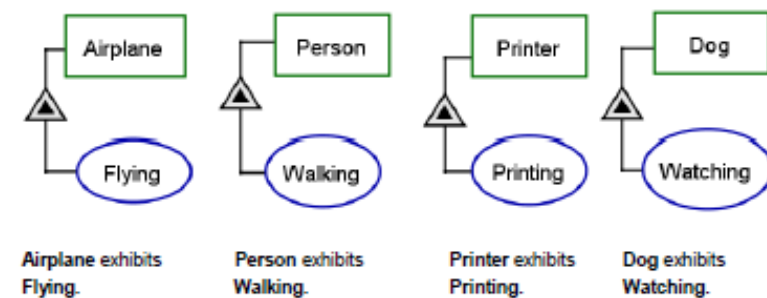 Airplane
Person
Printer
Dog
Flying
Walking
Printing
Watching
Airplane exhibits
Flying.
Person exhibits
Walking.
Printer exhibits
Printing.
Dog exhibits
Watching.